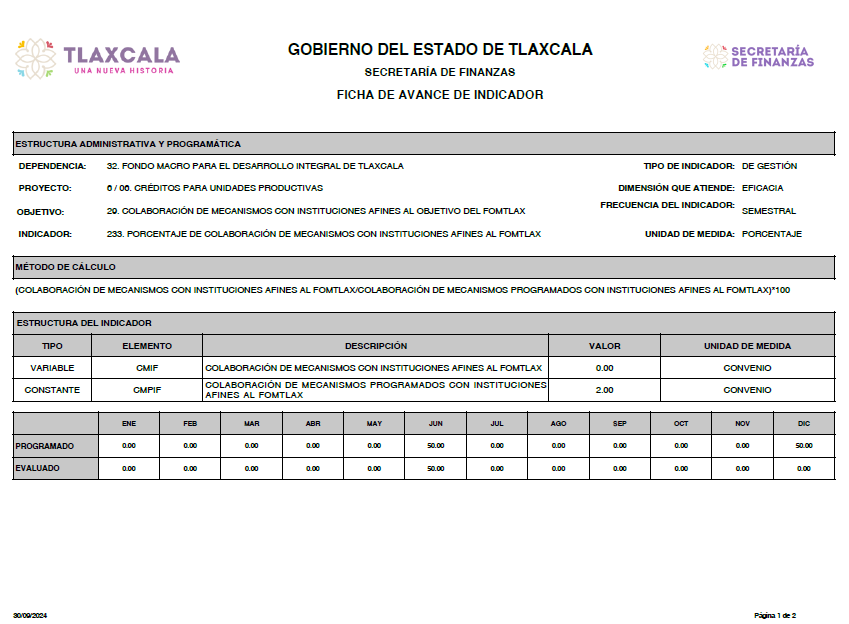 TLAXCALA
UNA NUEVA HISTORIA
GOBIERNO DEL ESTADO DE TLAXCALA
SECRETARÍA DE FINANZAS
FICHA DE AVANCE DE INDICADOR
SECRETARÍA
DE FINANZAS
ESTRUCTURA ADMINISTRATIVA Y PROGRAMÁTICA
DEPENDENCIA: 32. FONDO MACRO PARA EL DESARROLLO INTEGRAL DE TLAXCALA TIPO DE INDICADOR: DE GESTIÓN
PROYECTO: 6 / 06. CRÉDITOS PARA UNIDADES PRODUCTIVAS DIMENSIÓN QUE ATIENDE: EFICACIA
OBJETIVO: 29. COLABORACIÓN DE MECANISMOS CON INSTITUCIONES AFINES AL OBJETIVO DEL FOMTLAX FRECUENCIA DEL INDICADOR: SEMESTRAL
INDICADOR: 233. PORCENTAJE DE COLABORACIÓN DE MECANISMOS CON INSTITUCIONES AFINES AL FOMTLAX UNIDAD DE MEDIDA: PORCENTAJE
MÉTODO DE CÁLCULO
(COLABORACIÓN DE MECANISMOS CON INSTITUCIONES AFINES AL FOMTLAX/COLABORACIÓN DE MECANISMOS PROGRAMADOS CON INSTITUCIONES AFINES AL FOMTLAX)*100
ESTRUCTURA DEL INDICADOR
TIPO ELEMENTO DESCRIPCIÓN VALOR UNIDAD DE MEDIDA
VARIABLE CMIF COLABORACIÓN DE MECANISMOS CON INSTITUCIONES AFINES AL FOMTLAX 0.00 CONVENIO
CONSTANTE CMPIF COLABORACIÓN DE MECANISMOS PROGRAMADOS CON INSTITUCIONES AFINES AL FOMTLAX 2.00 CONVENIO
ENE FEB MAR ABR MAY JUN JUL AGO SEP OCT NOV DIC
PROGRAMADO 0.00 0.00 0.00 0.00 0.00 50.00 0.00 0.00 0.00 0.00 0.00 50.00
EVALUADO 0.00 0.00 0.00 0.00 0.00 50.00 0.00 0.00 0.00 0.00 0.00 0.00
30/09/2024 Página 1 de 2